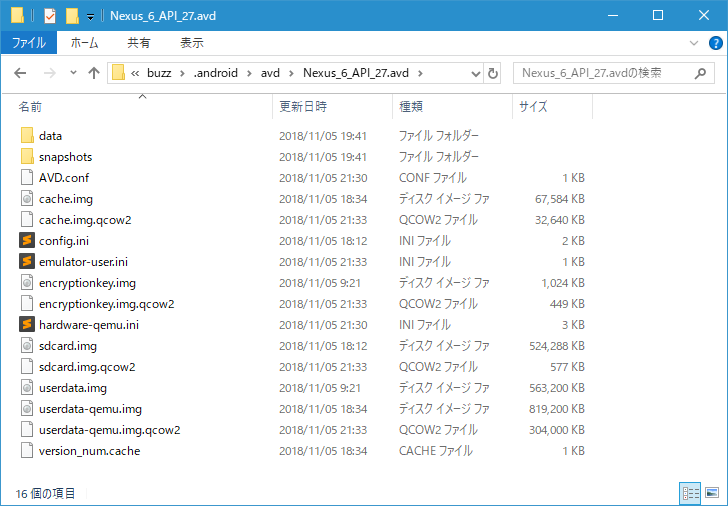 Nexus_6_API_27.avd
ファイル ホーム 共有 表示
« buzz › .android › avd › Nexus_6_API_27.avd › Nexus_6_API_27.avdの検索
名前 更新日時 種類 サイズ
data 2018/11/05 19:41 ファイル フォルダー
snapshots 2018/11/05 19:41 ファイル フォルダー
AVD.conf 2018/11/05 21:30 CONF ファイル 1 KB
cache.img 2018/11/05 18:34 ディスク イメージ ファ 67,584 KB
cache.img.qcow2 2018/11/05 21:33 QCOW2 ファイル 32,640 KB
config.ini 2018/11/05 18:12 INI ファイル 2 KB
emulator-user.ini 2018/11/05 21:33 INI ファイル 1 KB
encryptionkey.img 2018/11/05 9:21 ディスク イメージ ファ 1,024 KB
encryptionkey.img.qcow2 2018/11/05 21:33 QCOW2 ファイル 449 KB
hardware-qemu.ini 2018/11/05 21:30 INI ファイル 3 KB
sdcard.img 2018/11/05 18:12 ディスク イメージ ファ 524,288 KB
sdcard.img.qcow2 2018/11/05 21:33 QCOW2 ファイル 577 KB
userdata.img 2018/11/05 9:21 ディスク イメージ ファ 563,200 KB
userdata-qemu.img 2018/11/05 18:34 ディスク イメージ ファ 819,200 KB
userdata-qemu.img.qcow2 2018/11/05 21:33 QCOW2 ファイル 304,000 KB
version_num.cache 2018/11/05 18:34 CACHE ファイル 1 KB
16 個の項目